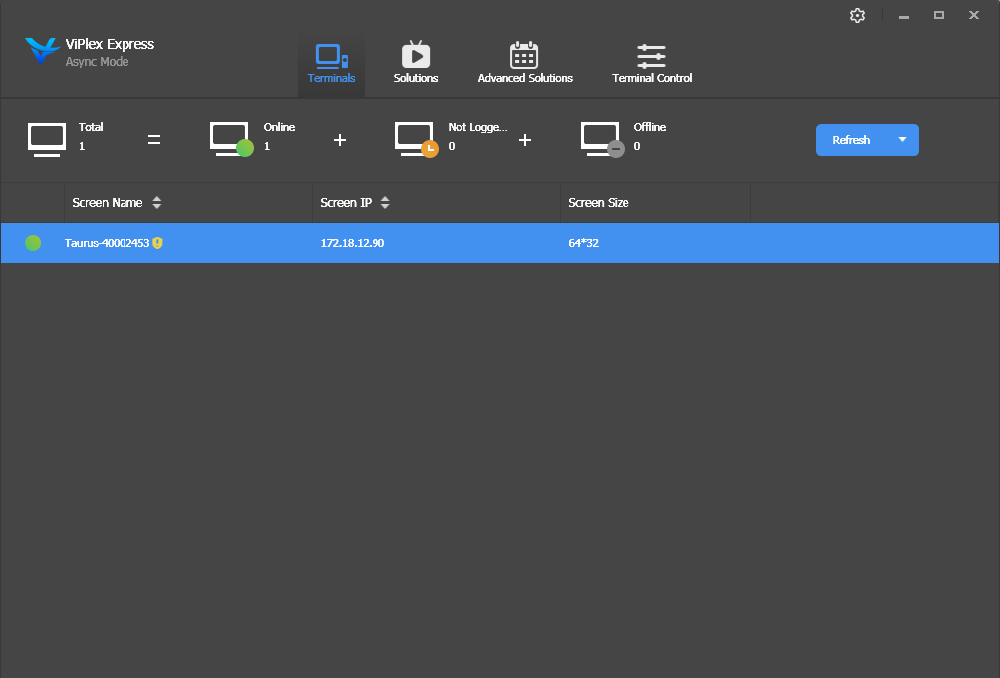 ViPlex Express
Async Mode
Terminals
Solutions
Advanced Solutions
Terminal Control
Total
1
=
Online
1
+
Not Logge...
0
+
Offline
0
Refresh
Screen Name
Screen IP
Screen Size
Taurus-40002453
172.18.12.90
64*32